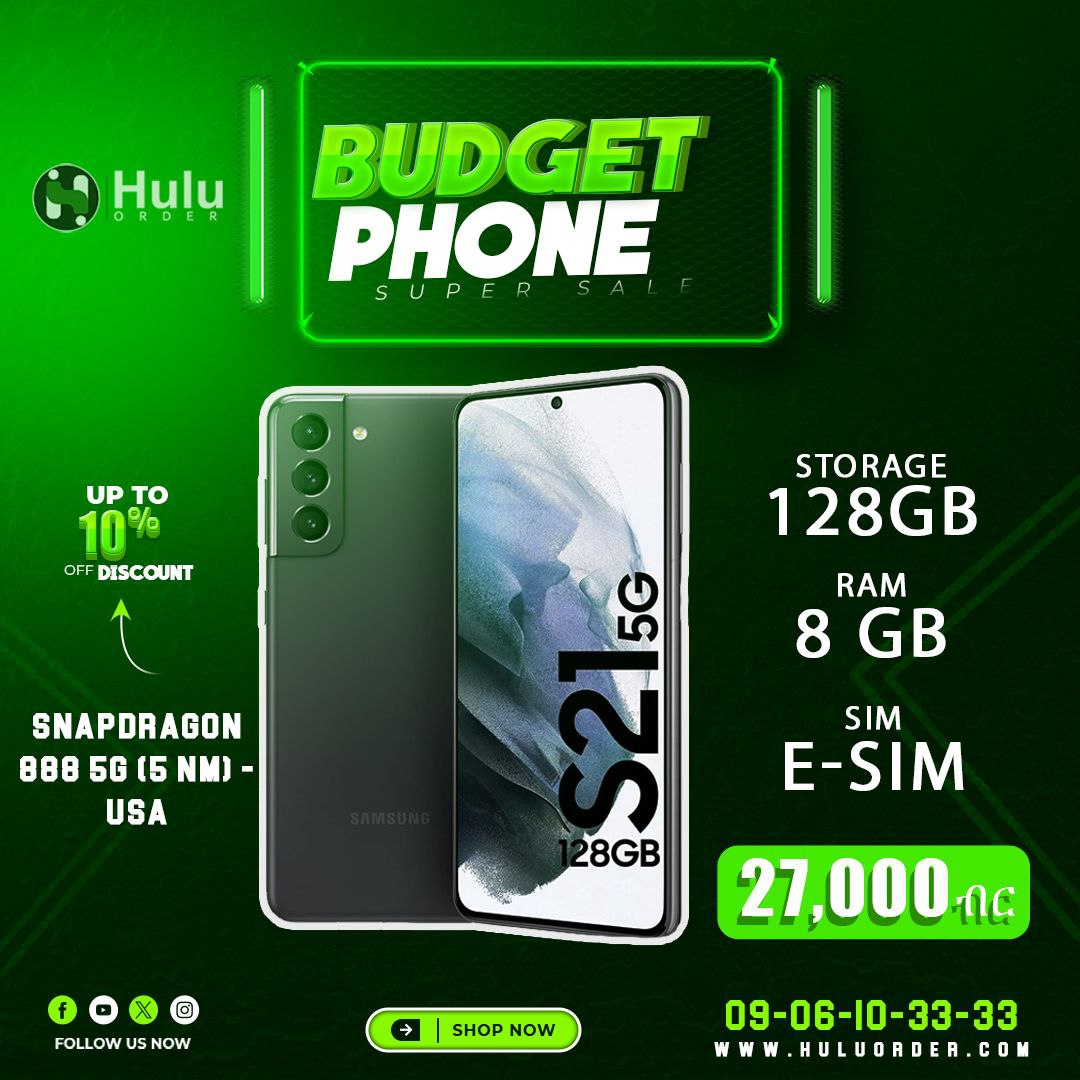 Hulu
ORDER
BUDGET
PHONE
SUPER SALE
UP TO
10%
OFF DISCOUNT
SNAPDRAGON
888 5G (5 NM) -
USA
SAMSUNG
S21 5G
128GB
STORAGE
128GB
RAM
8 GB
SIM
E-SIM
27,000 ብር
FOLLOW US NOW
SHOP NOW
09-06-10-33-33
WWW.HULUORDER.COM